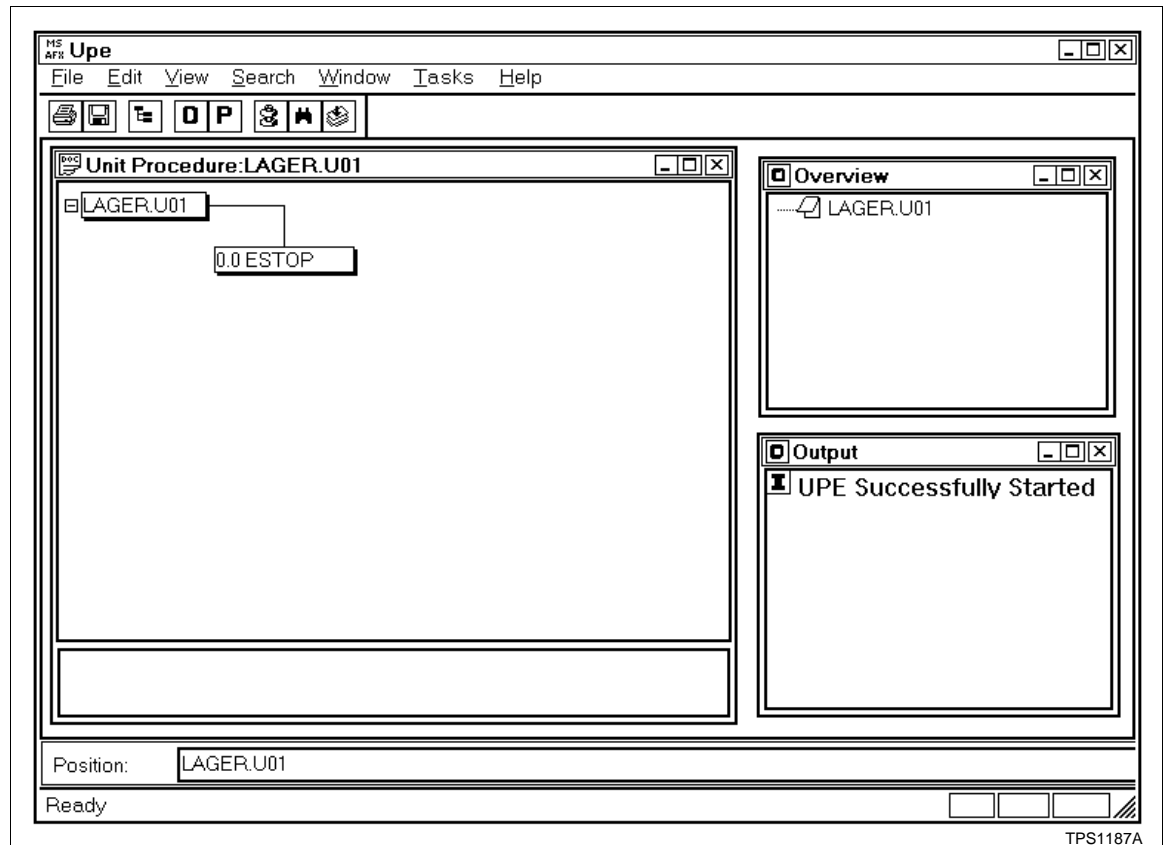 MS AFX Upe
File Edit View Search Window Tasks Help
O P
DOC Unit Procedure:LAGER.U01
LAGER.U01
0.0 ESTOP
Overview
LAGER.U01
Output
I UPE Successfully Started
Position: LAGER.U01
Ready
TPS1187A